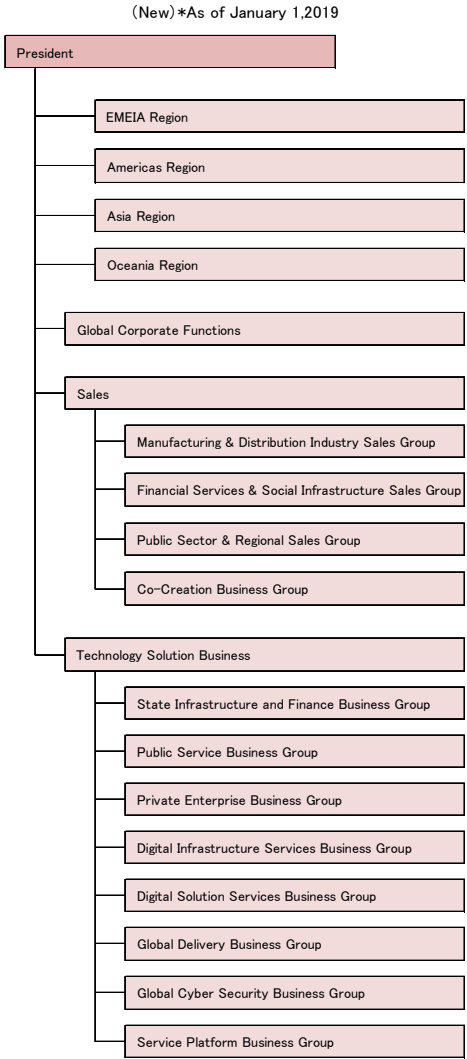 (New)*As of January 1,2019
President
EMEIA Region
Americas Region
Asia Region
Oceania Region
Global Corporate Functions
Sales
Manufacturing & Distribution Industry Sales Group
Financial Services & Social Infrastructure Sales Group
Public Sector & Regional Sales Group
Co-Creation Business Group
Technology Solution Business
State Infrastructure and Finance Business Group
Public Service Business Group
Private Enterprise Business Group
Digital Infrastructure Services Business Group
Digital Solution Services Business Group
Global Delivery Business Group
Global Cyber Security Business Group
Service Platform Business Group